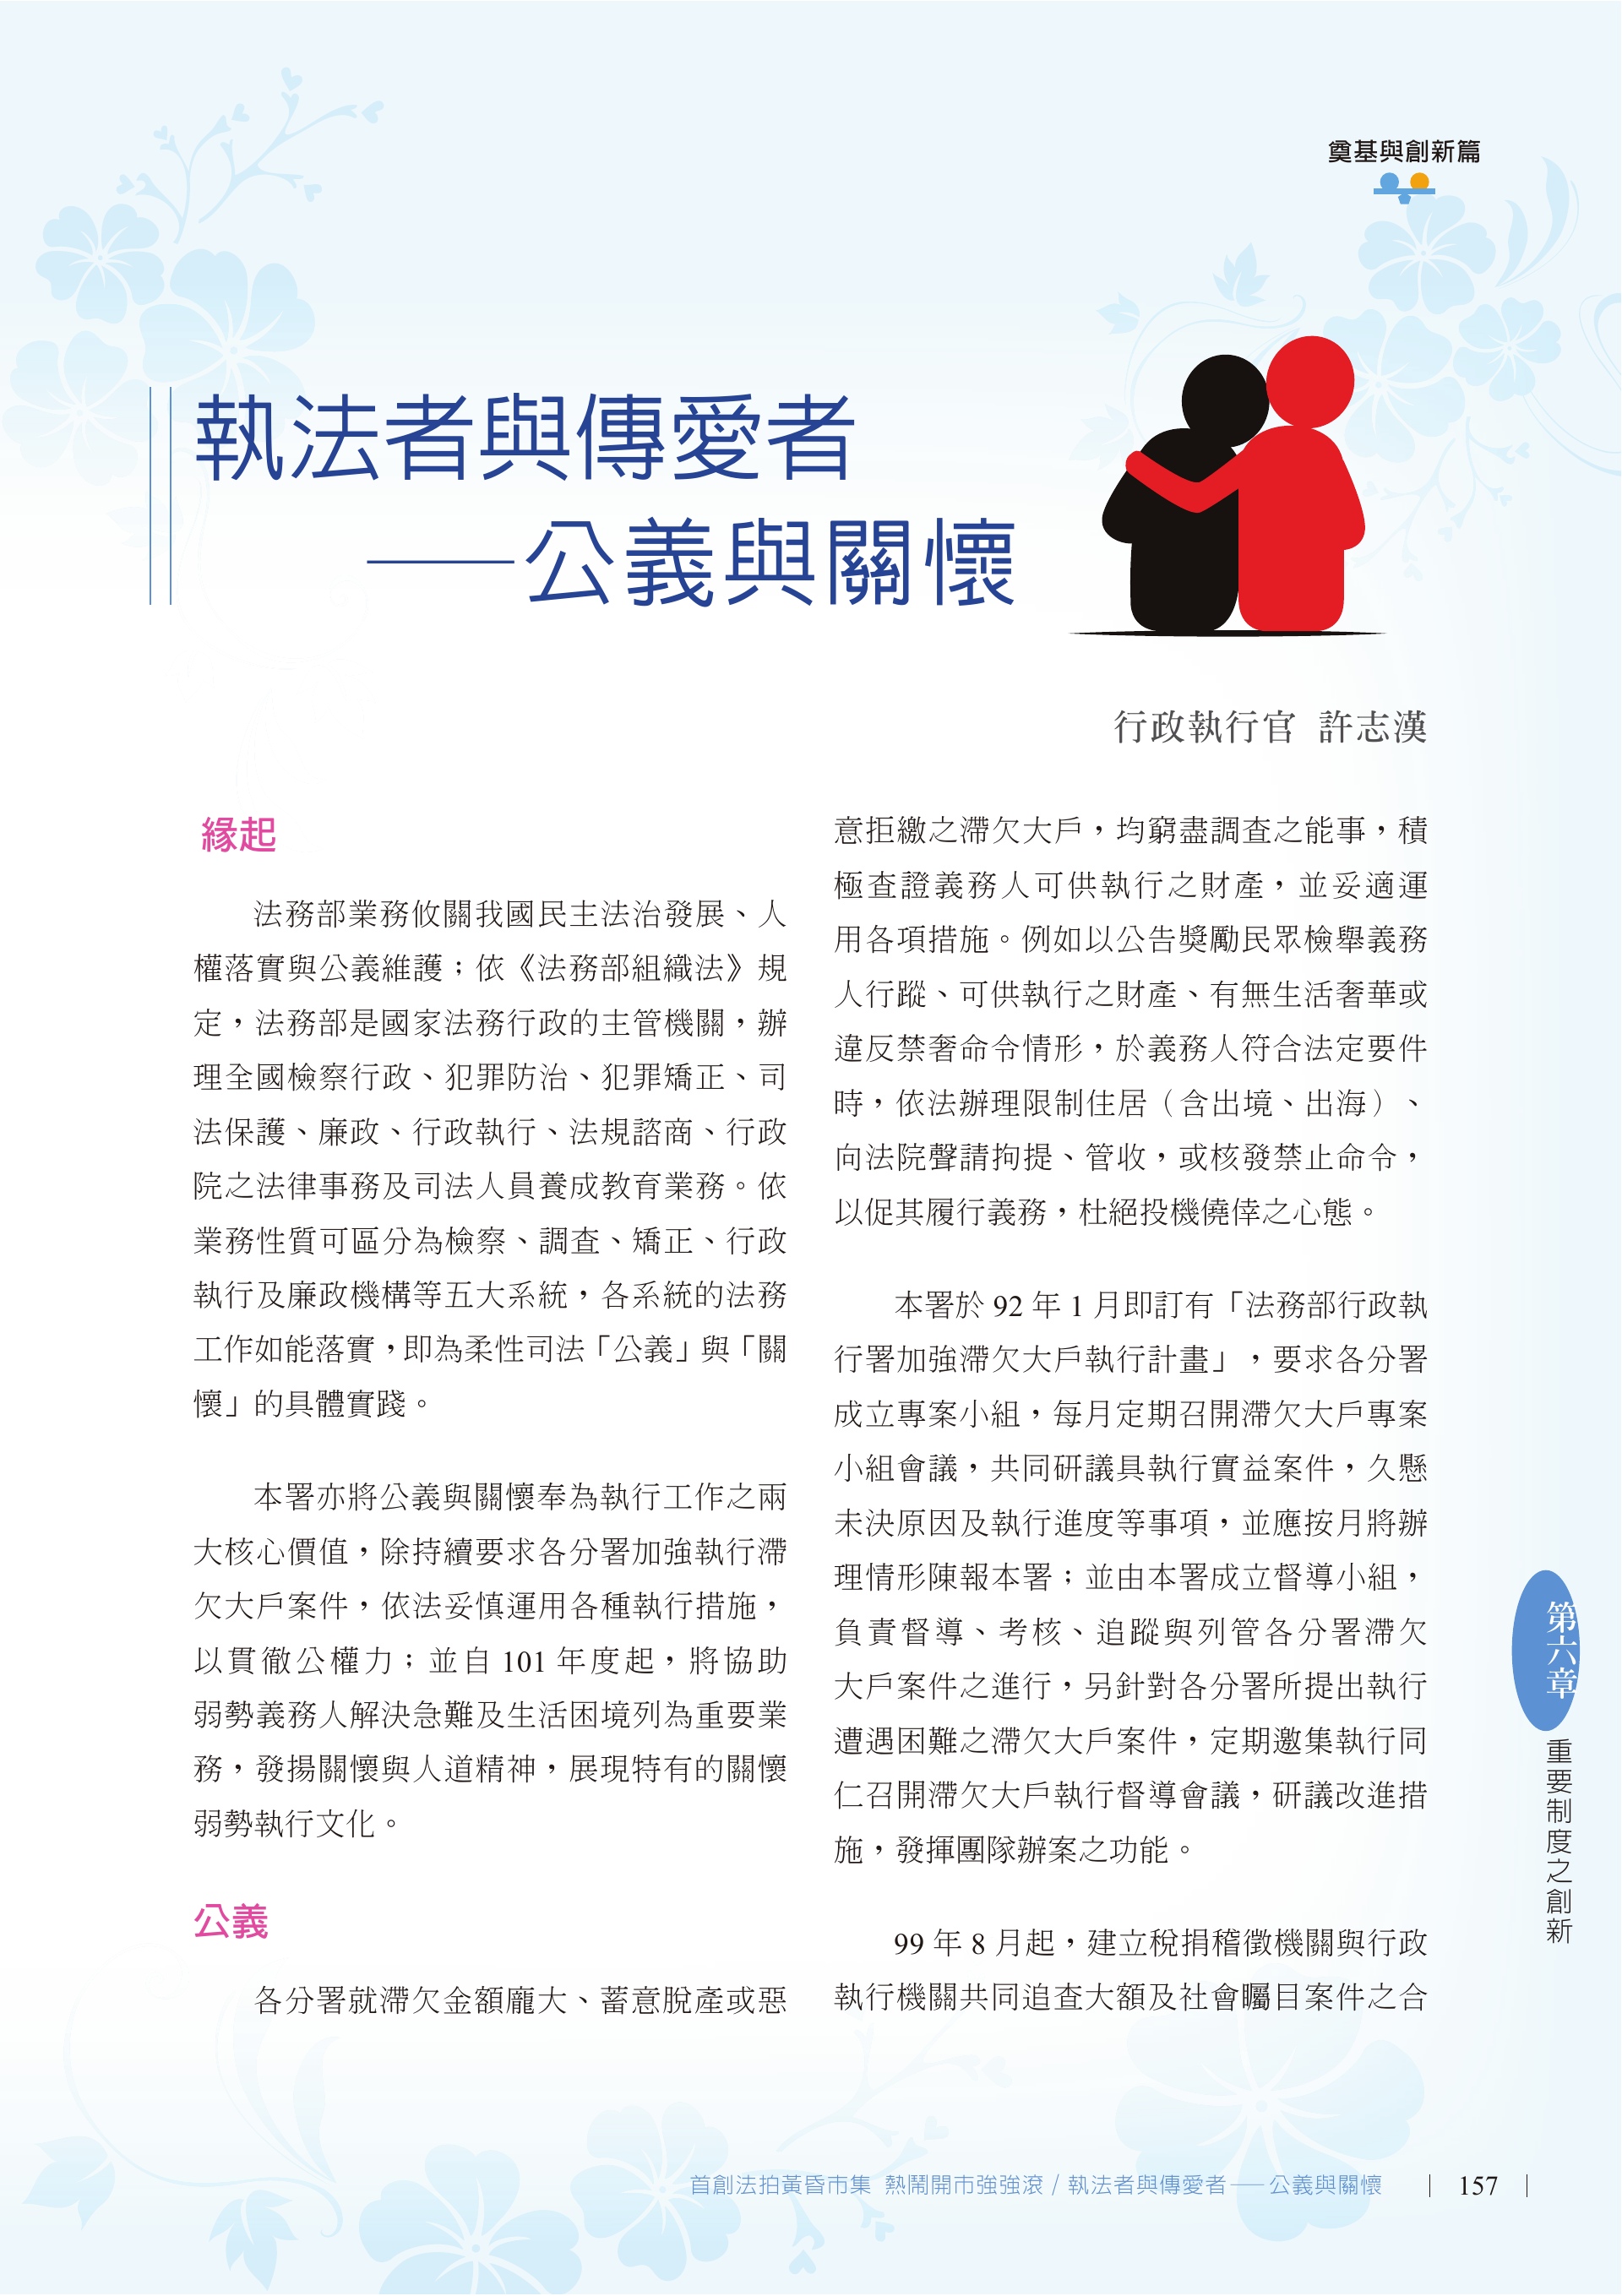 奠基與創新篇
執法者與傳愛者
——公義與關懷
行政執行官 許志漢
緣起
法務部業務攸關我國民主法治發展、人
權落實與公義維護；依《法務部組織法》規
定，法務部是國家法務行政的主管機關，辦
理全國檢察行政、犯罪防治、犯罪矯正、司
法保護、廉政、行政執行、法規諮商、行政
院之法律事務及司法人員養成教育業務。依
業務性質可區分為檢察、調查、矯正、行政
執行及廉政機構等五大系統，各系統的法務
工作如能落實，即為柔性司法「公義」與「關
懷」的具體實踐。
本署亦將公義與關懷奉為執行工作之兩
大核心價值，除持續要求各分署加強執行滯
欠大戶案件，依法妥慎運用各種執行措施，
以貫徹公權力；並自 101 年度起，將協助
弱勢義務人解決急難及生活困境列為重要業
務，發揚關懷與人道精神，展現特有的關懷
弱勢執行文化。
公義
各分署就滯欠金額龐大、蓄意脫產或惡
意拒繳之滯欠大戶，均窮盡調查之能事，積
極查證義務人可供執行之財產，並妥適運
用各項措施。例如以公告獎勵民眾檢舉義務
人行蹤、可供執行之財產、有無生活奢華或
違反禁奢命令情形，於義務人符合法定要件
時，依法辦理限制住居（含出境、出海）、
向法院聲請拘提、管收，或核發禁止命令，
以促其履行義務，杜絕投機僥倖之心態。
本署於 92 年 1 月即訂有「法務部行政執
行署加強滯欠大戶執行計畫」，要求各分署
成立專案小組，每月定期召開滯欠大戶專案
小組會議，共同研議具執行實益案件，久懸
未決原因及執行進度等事項，並應按月將辦
理情形陳報本署；並由本署成立督導小組，
負責督導、考核、追蹤與列管各分署滯欠
大戶案件之進行，另針對各分署所提出執行
遭遇困難之滯欠大戶案件，定期邀集執行同
仁召開滯欠大戶執行督導會議，研議改進措
施，發揮團隊辦案之功能。
99 年 8 月起，建立稅捐稽徵機關與行政
執行機關共同追查大額及社會矚目案件之合
第六章
重要制度之創新
首創法拍黃昏市集 熱鬧開市強強滾 / 執法者與傳愛者——公義與關懷
157